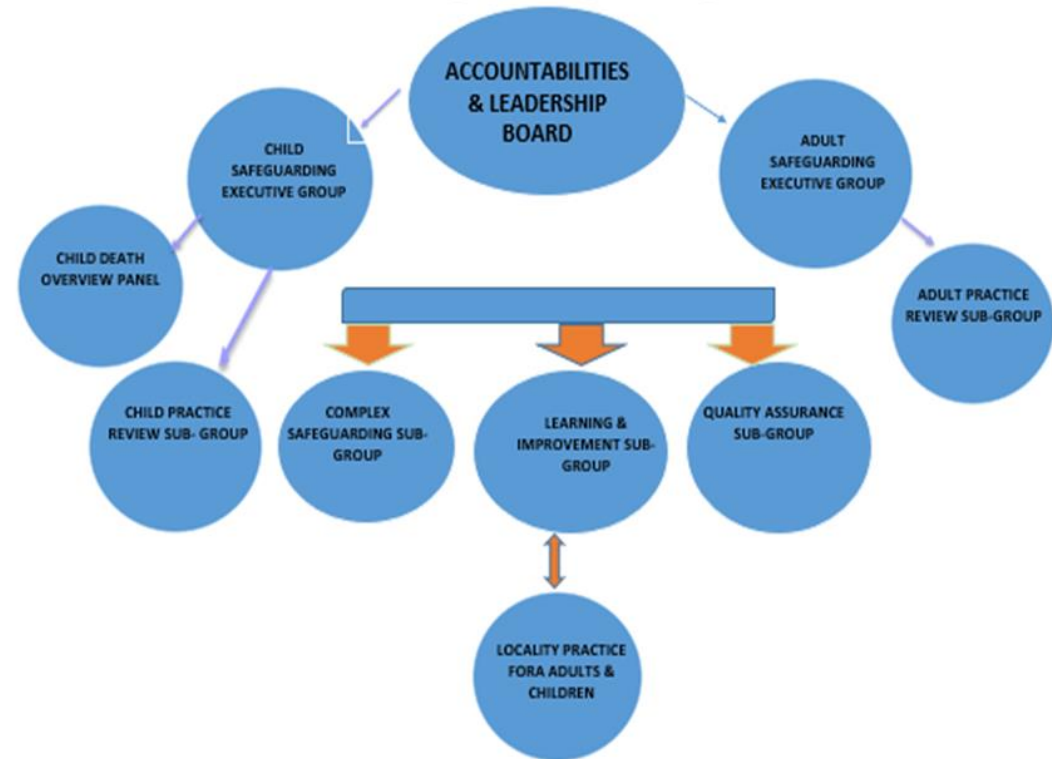 ACCOUNTABILITIES
& LEADERSHIP
BOARD
CHILD
SAFEGUARDING
EXECUTIVE GROUP
ADULT
SAFEGUARDING
EXECUTIVE GROUP
CHILD DEATH
OVERVIEW PANEL
ADULT PRACTICE
REVIEW SUB-GROUP
CHILD PRACTICE
REVIEW SUB- GROUP
COMPLEX
SAFEGUARDING SUB-
GROUP
LEARNING &
IMPROVEMENT SUB-
GROUP
QUALITY ASSURANCE
SUB-GROUP
LOCALITY PRACTICE
FORA ADULTS &
CHILDREN